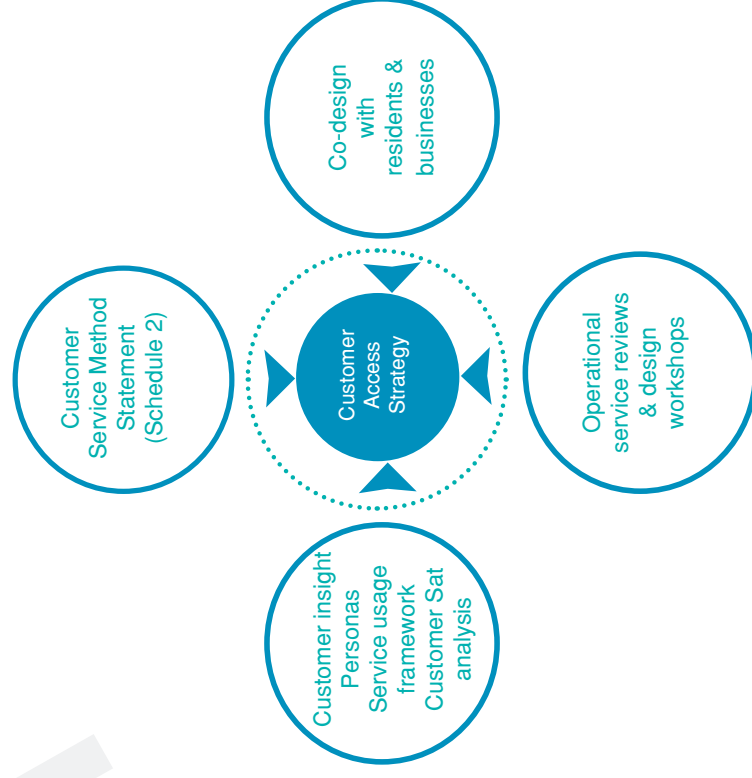 Customer
Service Method
Statement
(Schedule 2)
Co-design
with
residents &
businesses
Customer
Access
Strategy
Customer insight
Personas
Service usage
framework
Customer Sat
analysis
Operational
service reviews
& design
workshops